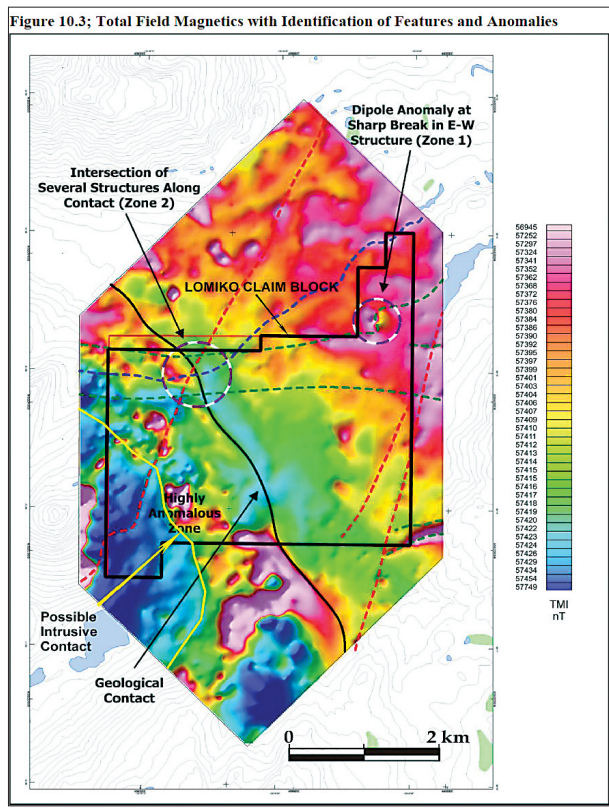 Figure 10.3; Total Field Magnetics with Identification of Features and Anomalies
Dipole Anomaly at
Sharp Break in E-W
Structure (Zone 1)
Intersection of
Several Structures Along
Contact (Zone 2)
LOMIKO CLAIM BLOCK
Highly
Anomalous
Zone
Possible
Intrusive
Contact
Geological
Contact
0
2 km
56945
57252
57297
57324
57341
57352
57362
57368
57372
57376
57380
57384
57386
57390
57392
57395
57397
57399
57401
57403
57404
57406
57407
57409
57410
57411
57412
57413
57414
57415
57415
57416
57417
57418
57419
57420
57422
57423
57424
57426
57429
57434
57454
57749
TMI
nT